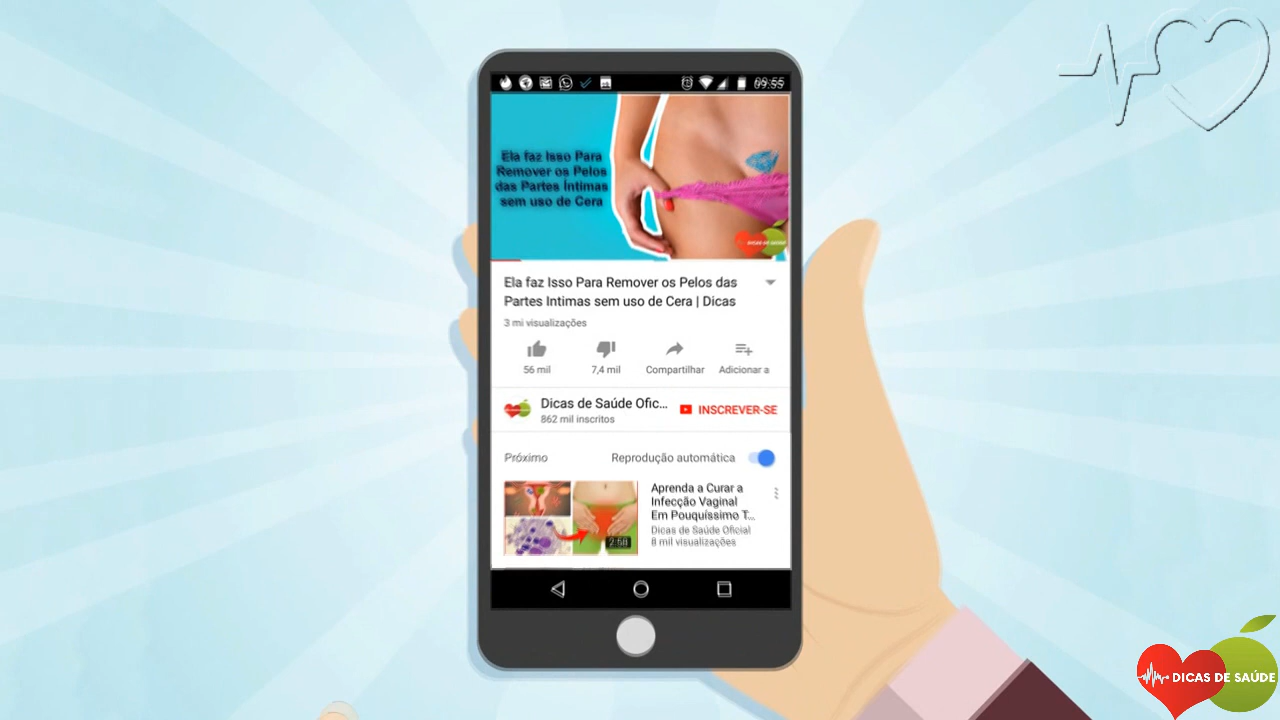 09:55
Ela faz Isso Para
Remover os Pelos
das Partes Íntimas
sem uso de Cera
DICAS DE SAÚDE
Ela faz Isso Para Remover os Pelos das
Partes Intimas sem uso de Cera | Dicas
3 mi visualizações
56 mil
7,4 mil
Compartilhar
Adicionar a
Dicas de Saúde Ofic...
862 mil inscritos
INSCREVER-SE
Próximo
Reprodução automática
Aprenda a Curar a
Infecção Vaginal
Em Pouquíssimo T...
Dicas de Saúde Oficial
8 mil visualizações
2:58
DICAS DE SAÚDE